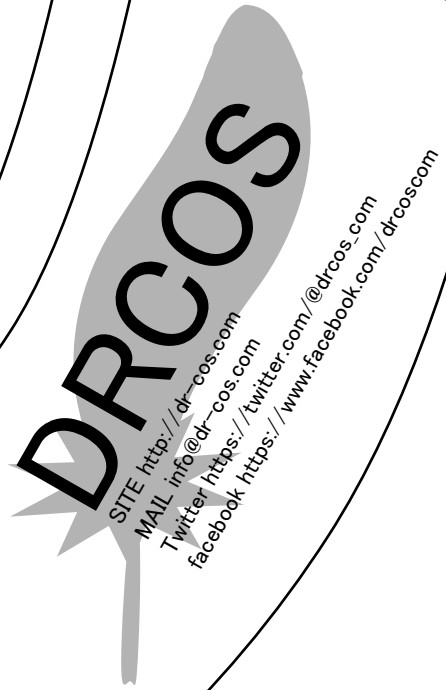 DRCOS
SITE http://dr-cos.com
MAIL info@dr-cos.com
Twitter https://twitter.com/@drcos_com
facebook https://www.facebook.com/drcoscom